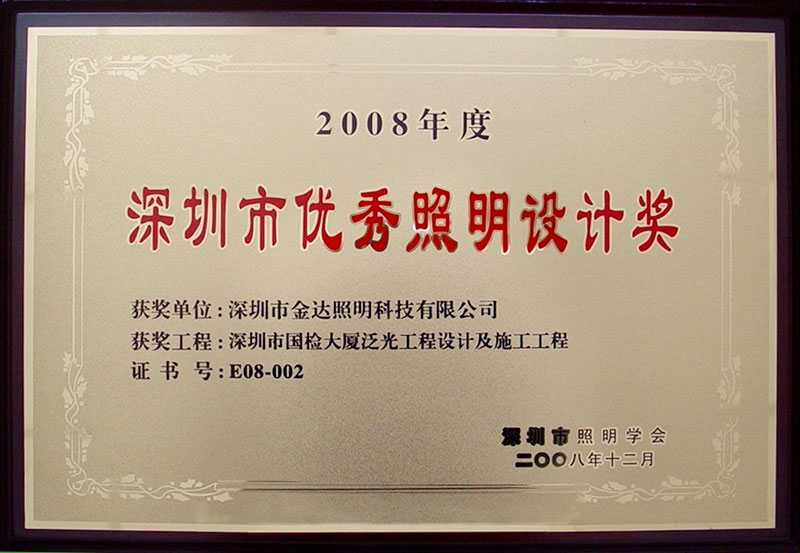 2008年度
深圳市优秀照明设计奖
获奖单位：深圳市金达照明科技有限公司
获奖工程：深圳市国检大厦泛光工程设计及施工工程
证书号：E08-002
深圳市照明学会
二〇〇八年十二月